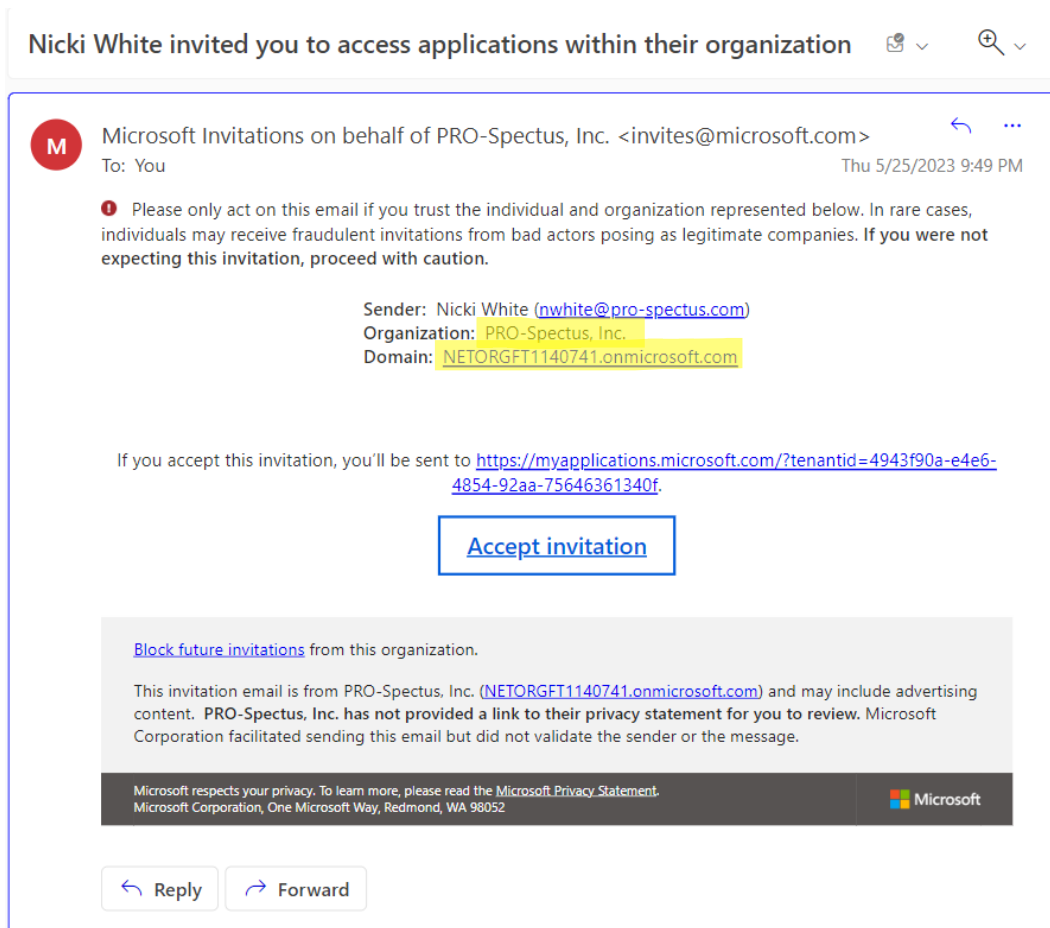 Nicki White invited you to access applications within their organization
M
Microsoft Invitations on behalf of PRO-Spectus, Inc. <invites@microsoft.com>
To: You
Thu 5/25/2023 9:49 PM
Please only act on this email if you trust the individual and organization represented below. In rare cases,
individuals may receive fraudulent invitations from bad actors posing as legitimate companies. If you were not
expecting this invitation, proceed with caution.
Sender: Nicki White (nwhite@pro-spectus.com)
Organization: PRO-Spectus, Inc.
Domain: NETORGFT1140741.onmicrosoft.com
If you accept this invitation, you'll be sent to https://myapplications.microsoft.com/?tenantid=4943f90a-e4e6-
4854-92aa-75646361340f.
Accept invitation
Block future invitations from this organization.
This invitation email is from PRO-Spectus, Inc. (NETORGFT1140741.onmicrosoft.com) and may include advertising
content. PRO-Spectus, Inc. has not provided a link to their privacy statement for you to review. Microsoft
Corporation facilitated sending this email but did not validate the sender or the message.
Microsoft respects your privacy. To learn more, please read the Microsoft Privacy Statement.
Microsoft Corporation, One Microsoft Way, Redmond, WA 98052
Microsoft
Reply
Forward